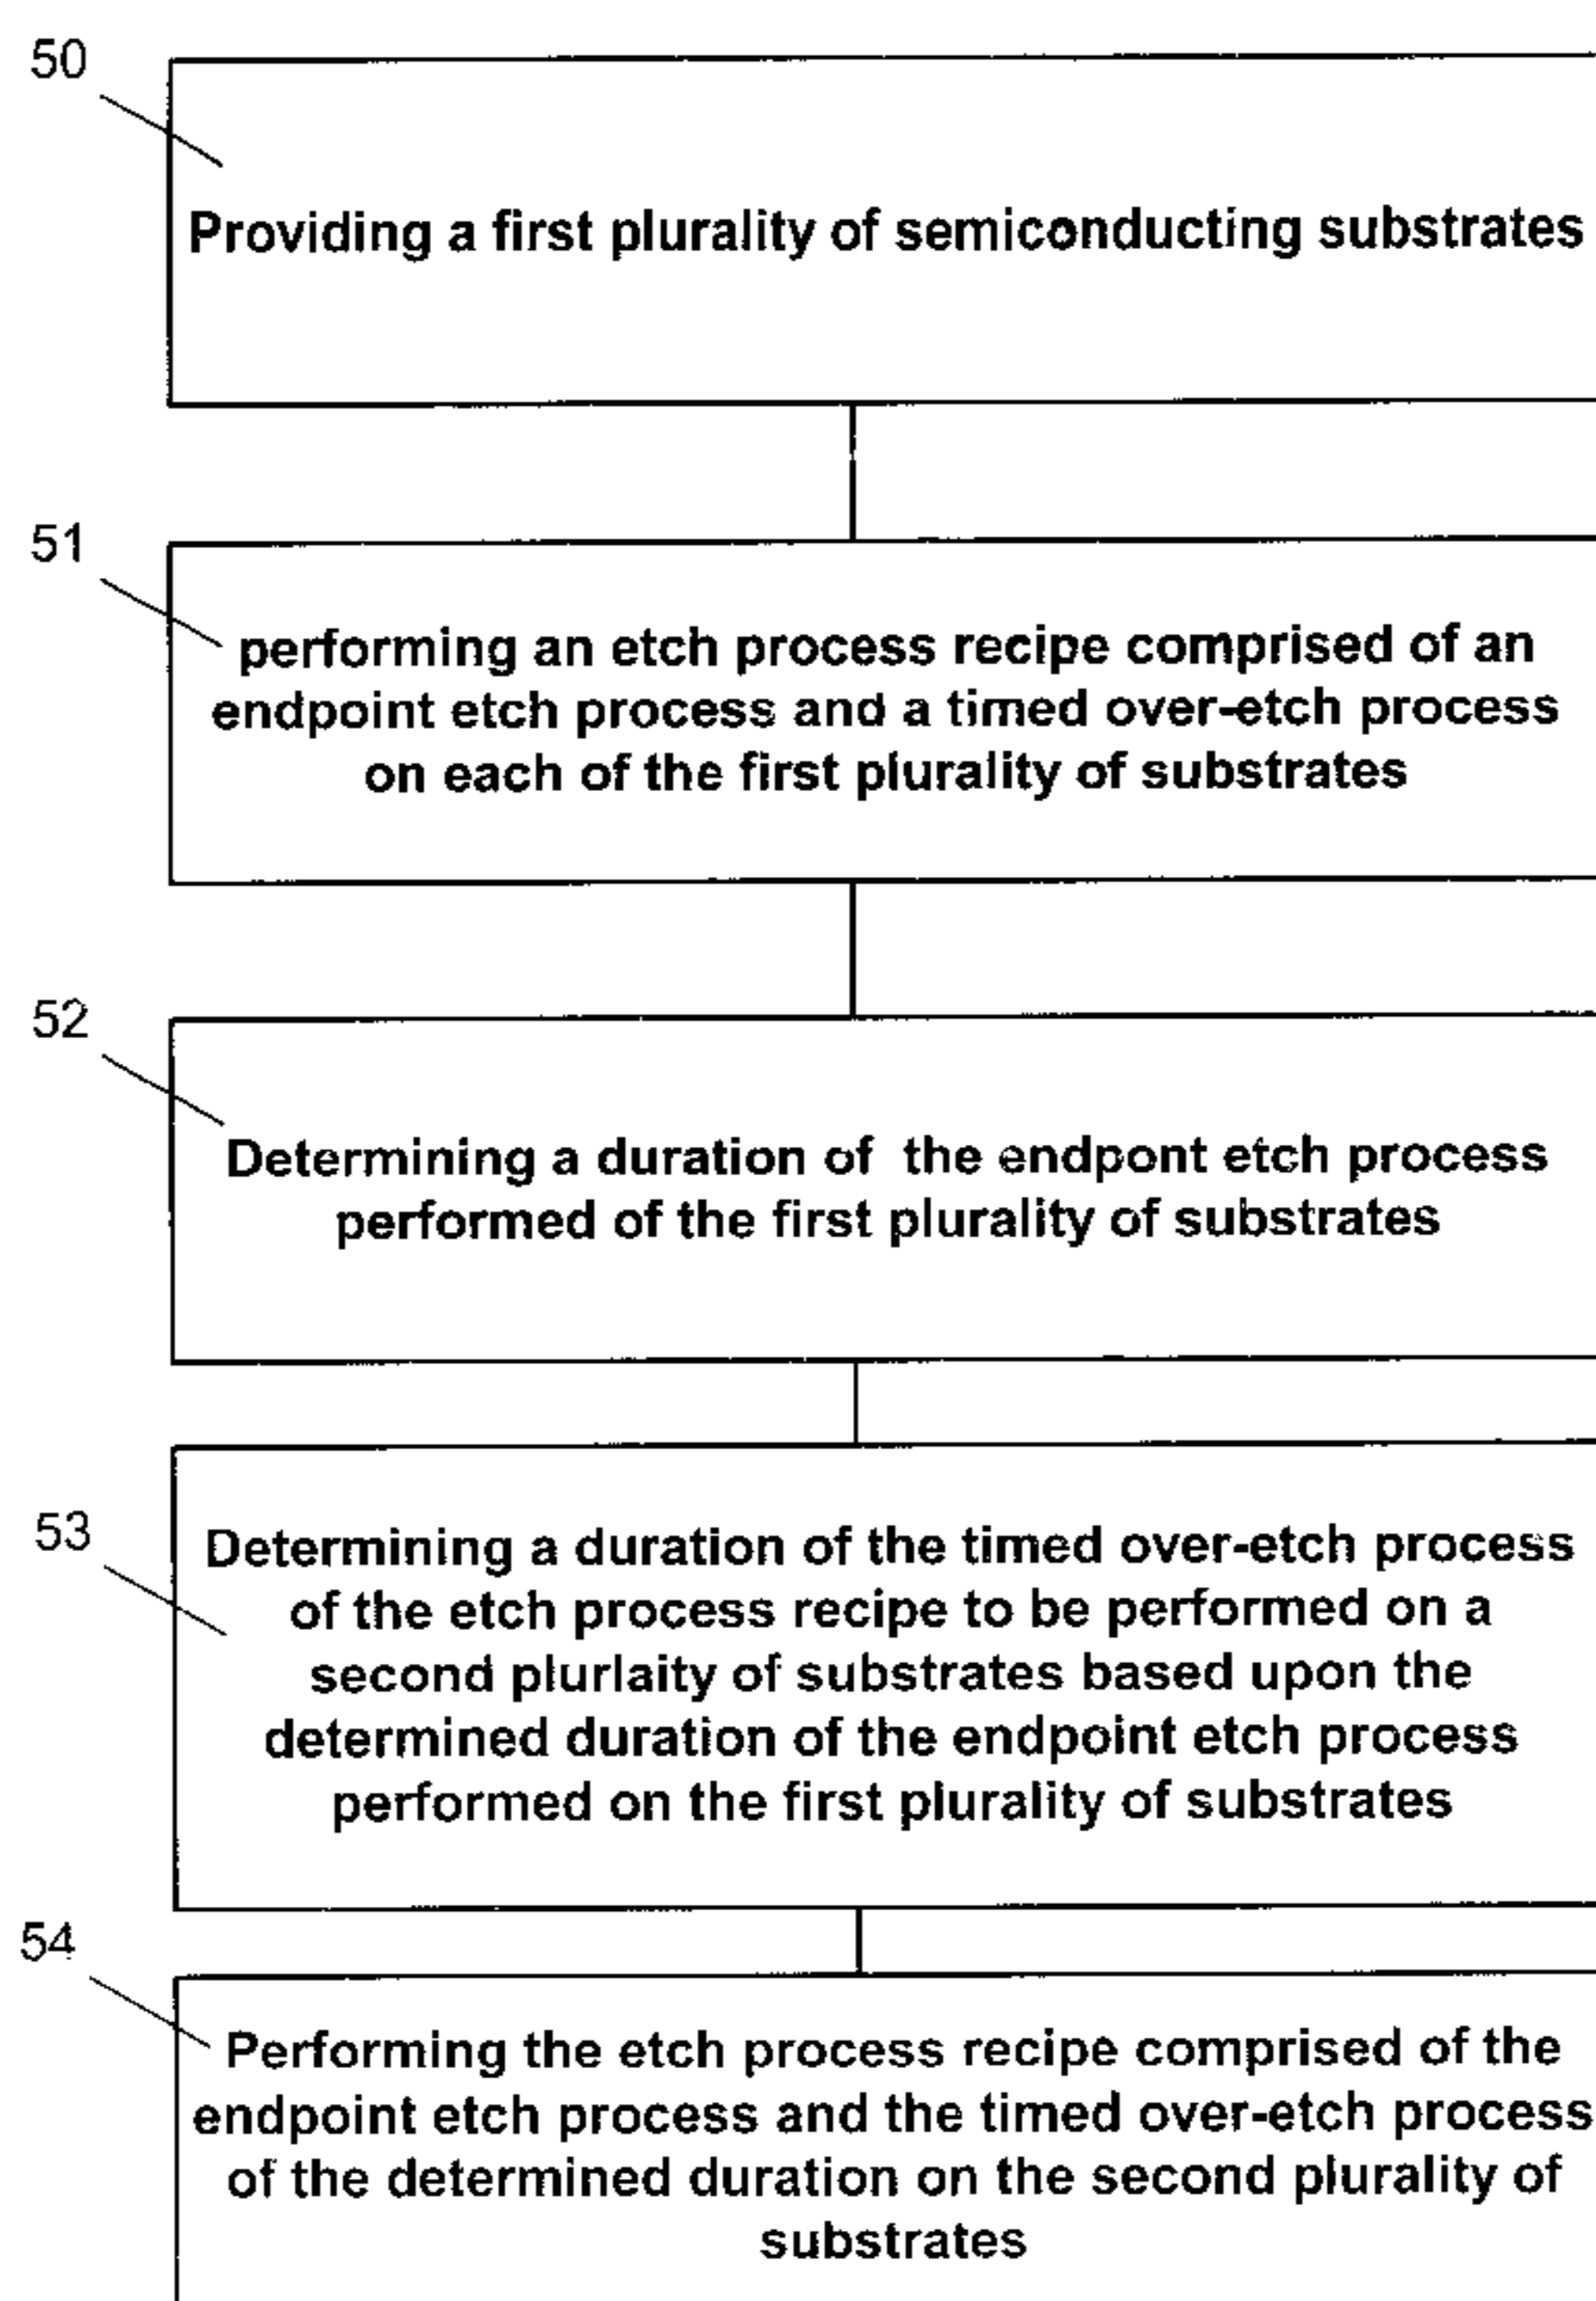 50
Providing a first plurality of semiconducting substrates
51
performing an etch process recipe comprised of an
endpoint etch process and a timed over-etch process
on each of the first plurality of substrates
52
Determining a duration of the endpont etch process
performed of the first plurality of substrates
53
Determining a duration of the timed over-etch process
of the etch process recipe to be performed on a
second plurlaity of substrates based upon the
determined duration of the endpoint etch process
performed on the first plurality of substrates
54
Performing the etch process recipe comprised of the
endpoint etch process and the timed over-etch process
of the determined duration on the second plurality of
substrates